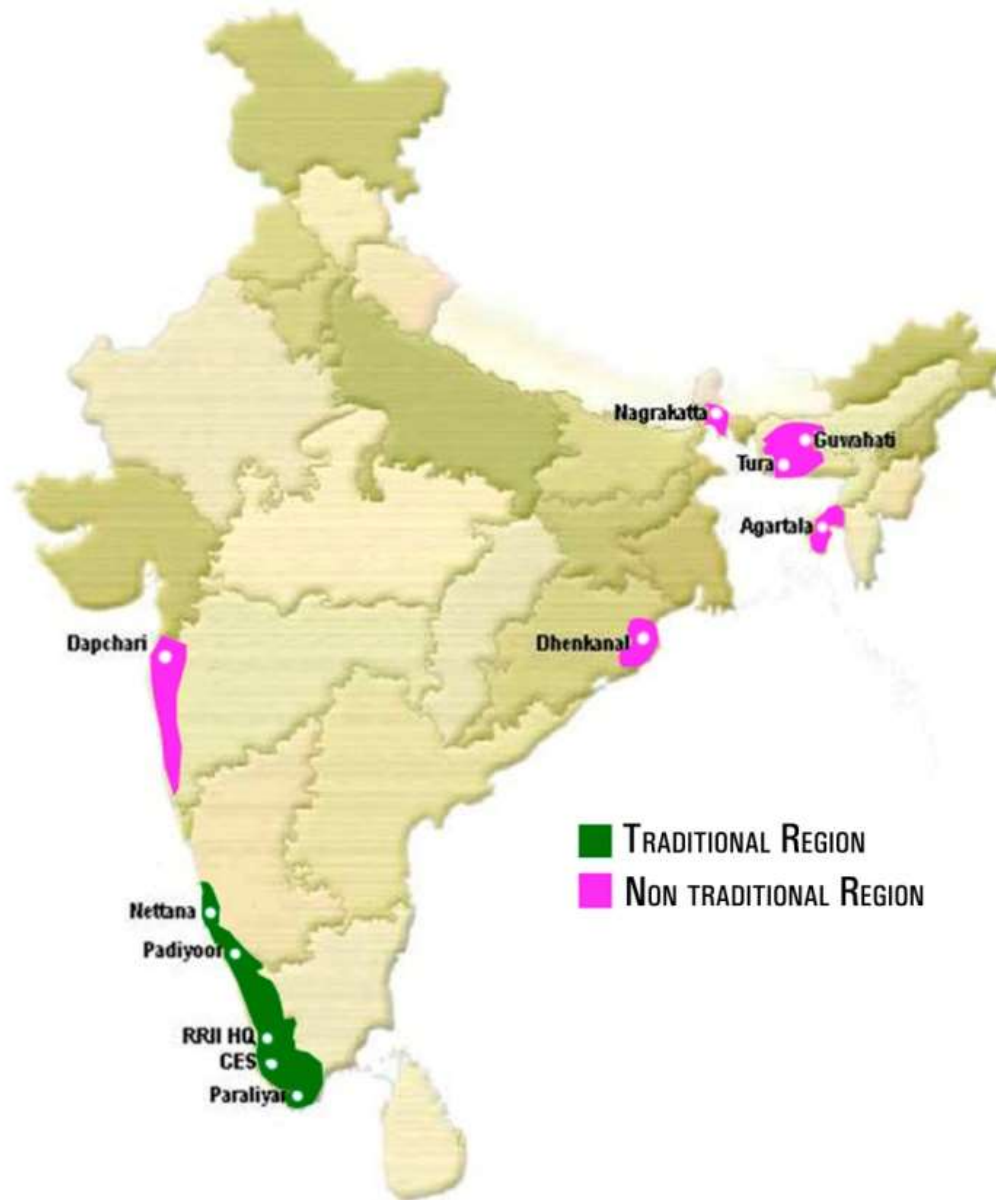 Nagrakatta
Guwahati
Tura
Agartala
Dapchari
Dhenkanal
TRADITIONAL REGION
NON TRADITIONAL REGION
Nettana
Padiyoor
RRII HQ
CES
Paraliyar